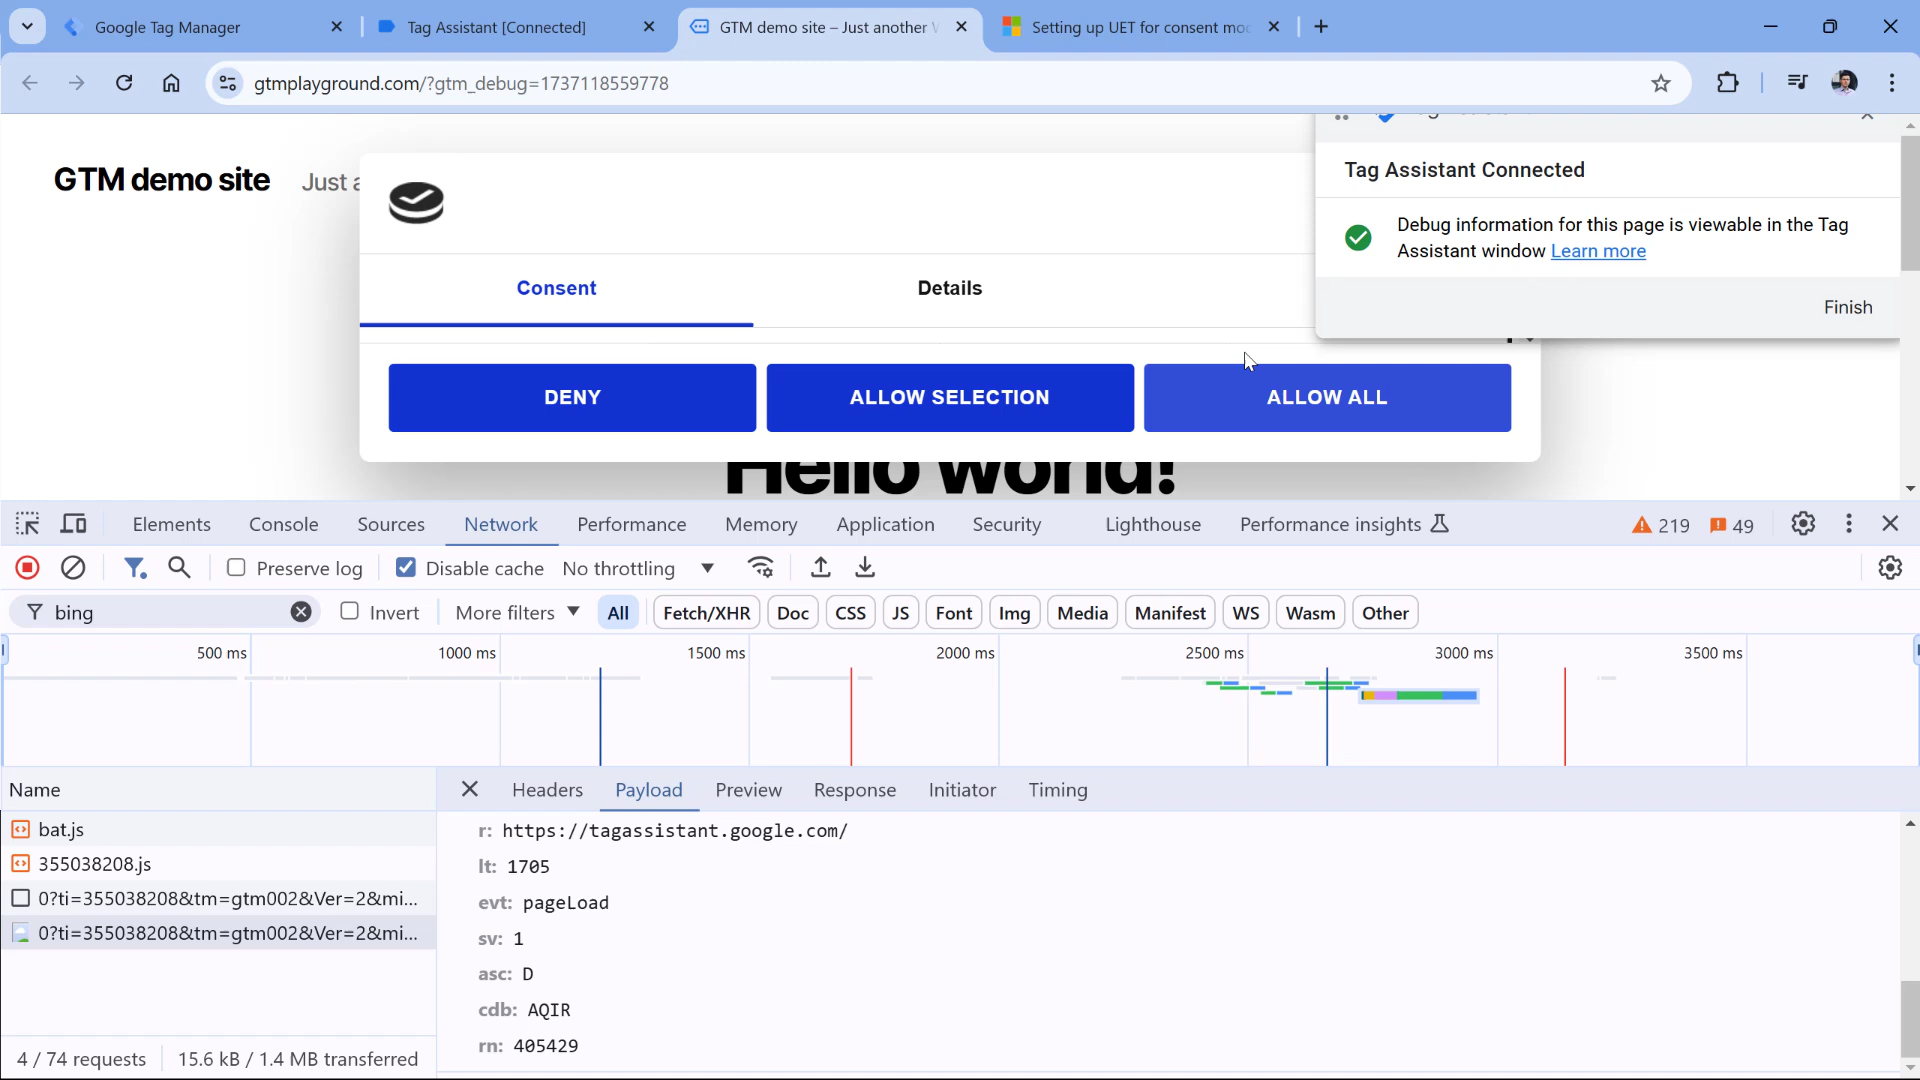 Google Tag Manager
Tag Assistant [Connected]
GTM demo site – Just another
Setting up UET for consent mo
gtmplayground.com/?gtm_debug=1737118559778
GTM demo site
Just a
Tag Assistant Connected
Debug information for this page is viewable in the Tag
Assistant window Learn more
Finish
Consent
Details
DENY
ALLOW SELECTION
ALLOW ALL
Hello world!
Elements
Console
Sources
Network
Performance
Memory
Application
Security
Lighthouse
Performance insights
219
49
Preserve log
Disable cache
No throttling
bing
Invert
More filters
All
Fetch/XHR
Doc
CSS
JS
Font
Img
Media
Manifest
WS
Wasm
Other
500 ms
1000 ms
1500 ms
2000 ms
2500 ms
3000 ms
3500 ms
Name
Headers
Payload
Preview
Response
Initiator
Timing
bat.js
355038208.js
0?ti=355038208&tm=gtm002&Ver=2&mi...
0?ti=355038208&tm=gtm002&Ver=2&mi...
r: https://tagassistant.google.com/
lt: 1705
evt: pageLoad
sv: 1
asc: D
cdb: AQIR
rn: 405429
4 / 74 requests
15.6 kB / 1.4 MB transferred